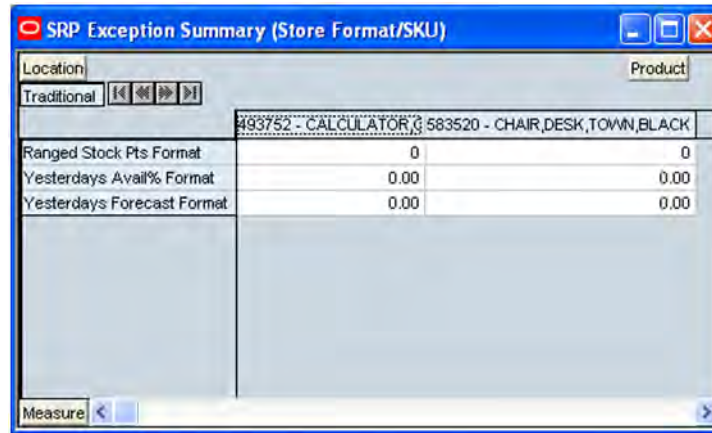 SRP Exception Summary (Store Format/SKU)
Location Product
Traditional
493752 - CALCULATOR,G 583520 - CHAIR,DESK,TOWN,BLACK
Ranged Stock Pts Format 0 0
Yesterdays Avail% Format 0.00 0.00
Yesterdays Forecast Format 0.00 0.00
Measure